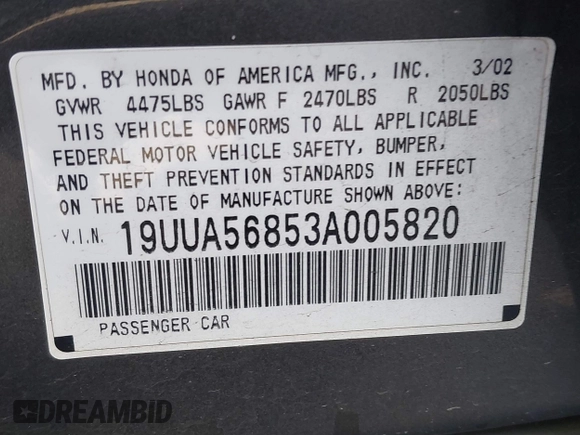 MFD. BY HONDA OF AMERICA MFG., INC. 3/02
GVWR 4475LBS GAWR F 2470LBS R 2050LBS
THIS VEHICLE CONFORMS TO ALL APPLICABLE
FEDERAL MOTOR VEHICLE SAFETY, BUMPER,
AND THEFT PREVENTION STANDARDS IN EFFECT
ON THE DATE OF MANUFACTURE SHOWN ABOVE:
V.I.N. 19UUA56853A005820
PASSENGER CAR
DREAMBID